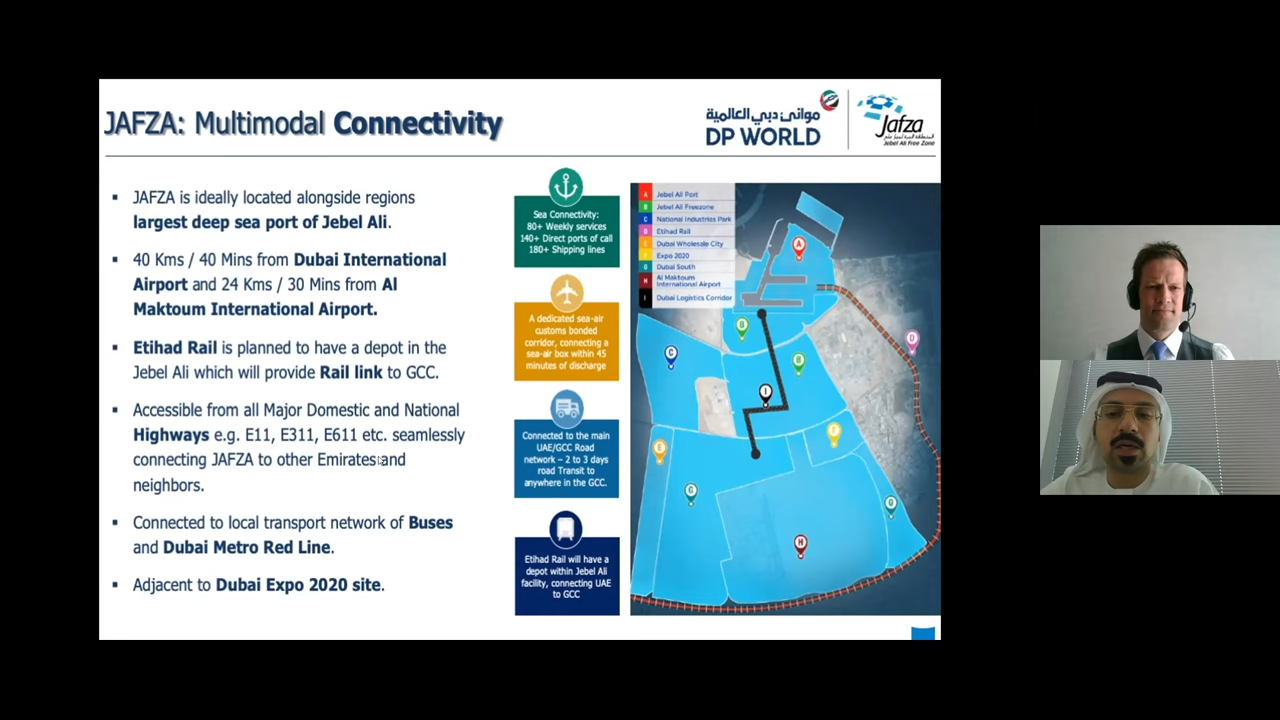 JAFZA: Multimodal Connectivity
موانئ دبي العالمية
DP WORLD
Jafza
Jebel Ali Free Zone
▪ JAFZA is ideally located alongside regions
largest deep sea port of Jebel Ali.
▪ 40 Kms / 40 Mins from Dubai International
Airport and 24 Kms / 30 Mins from Al
Maktoum International Airport.
▪ Etihad Rail is planned to have a depot in the
Jebel Ali which will provide Rail link to GCC.
▪ Accessible from all Major Domestic and National
Highways e.g. E11, E311, E611 etc. seamlessly
connecting JAFZA to other Emirates and
neighbors.
▪ Connected to local transport network of Buses
and Dubai Metro Red Line.
▪ Adjacent to Dubai Expo 2020 site.
Sea Connectivity:
80+ Weekly services
140+ Direct ports of call
180+ Shipping lines
A dedicated sea-air
customs bonded
corridor, connecting a
sea-air box within 45
minutes of discharge
Connected to the main
UAE/GCC Road
network – 2 to 3 days
road Transit to
anywhere in the GCC.
Etihad Rail will have a
depot within Jebel Ali
facility, connecting UAE
to GCC
A Jebel Ali Port
B Jebel Ali Freezone
C National Industries Park
D Etihad Rail
E Dubai Wholesale City
F Expo 2020
G Dubai South
H Al Maktoum
International Airport
I Dubai Logistics Corridor
A
B
C
B
D
I
F
E
G
G
H